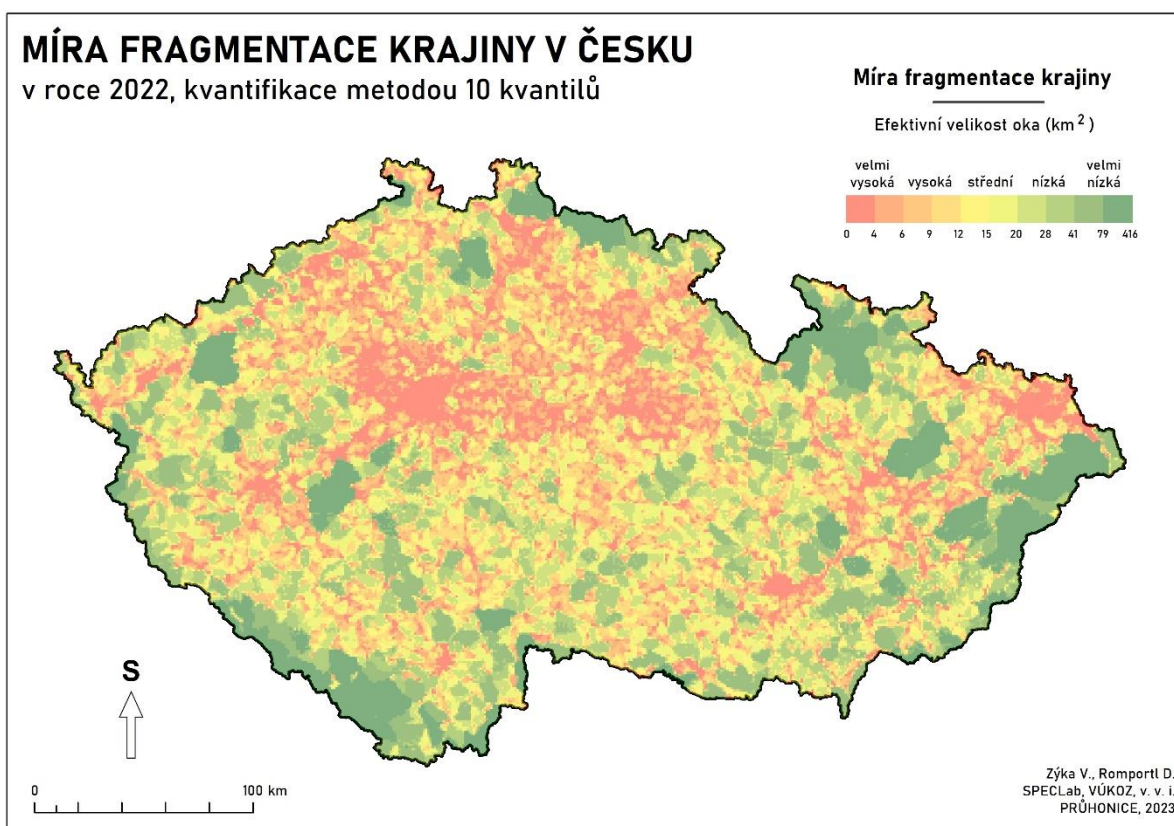 MÍRA FRAGMENTACE KRAJINY V ČESKU
v roce 2022, kvantifikace metodou 10 kvantilů
Míra fragmentace krajiny
Efektivní velikost oka (km²)
velmi vysoká vysoká střední nízká velmi nízká
0 4 6 9 12 15 20 28 41 79 416
S
0 100 km
Zýka V., Romportl D.
SPECLab, VÚKOZ, v. v. i.
PRŮHONICE, 2023